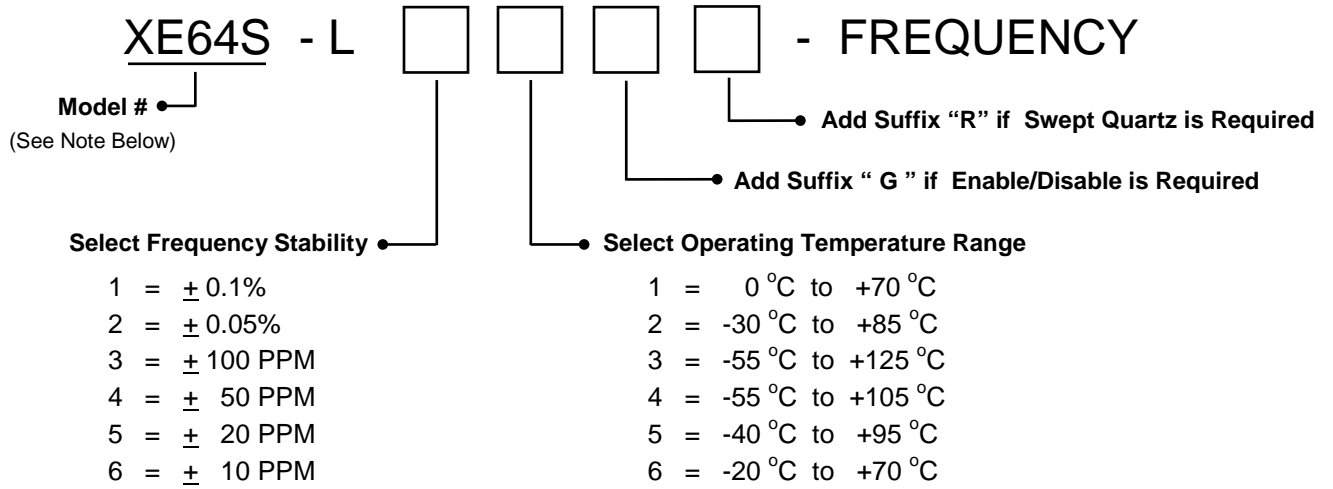 XE64S - L - FREQUENCY
Model #
(See Note Below)
Add Suffix “R” if Swept Quartz is Required
Add Suffix “ G ” if Enable/Disable is Required
Select Frequency Stability
1 = ± 0.1%
2 = ± 0.05%
3 = ± 100 PPM
4 = ± 50 PPM
5 = ± 20 PPM
6 = ± 10 PPM
Select Operating Temperature Range
1 = 0 °C to +70 °C
2 = -30 °C to +85 °C
3 = -55 °C to +125 °C
4 = -55 °C to +105 °C
5 = -40 °C to +95 °C
6 = -20 °C to +70 °C